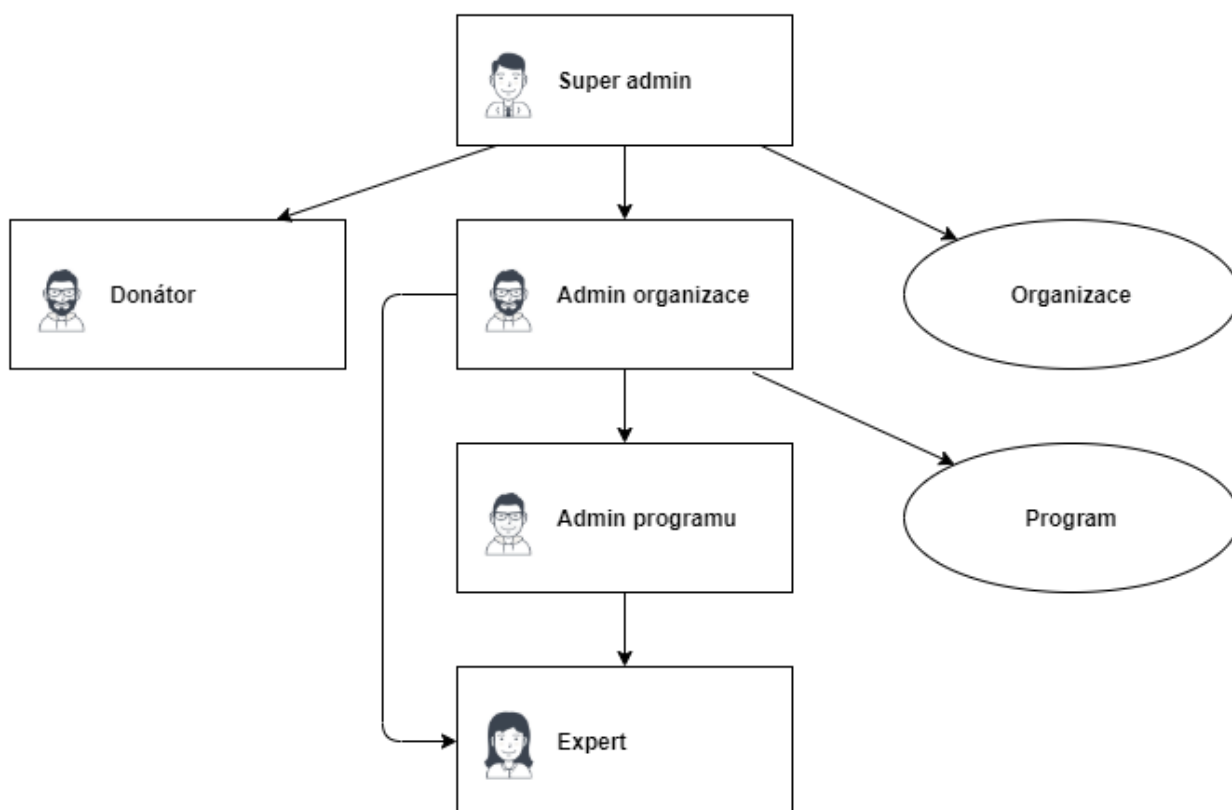 Super admin
Donátor
Admin organizace
Organizace
Admin programu
Program
Expert